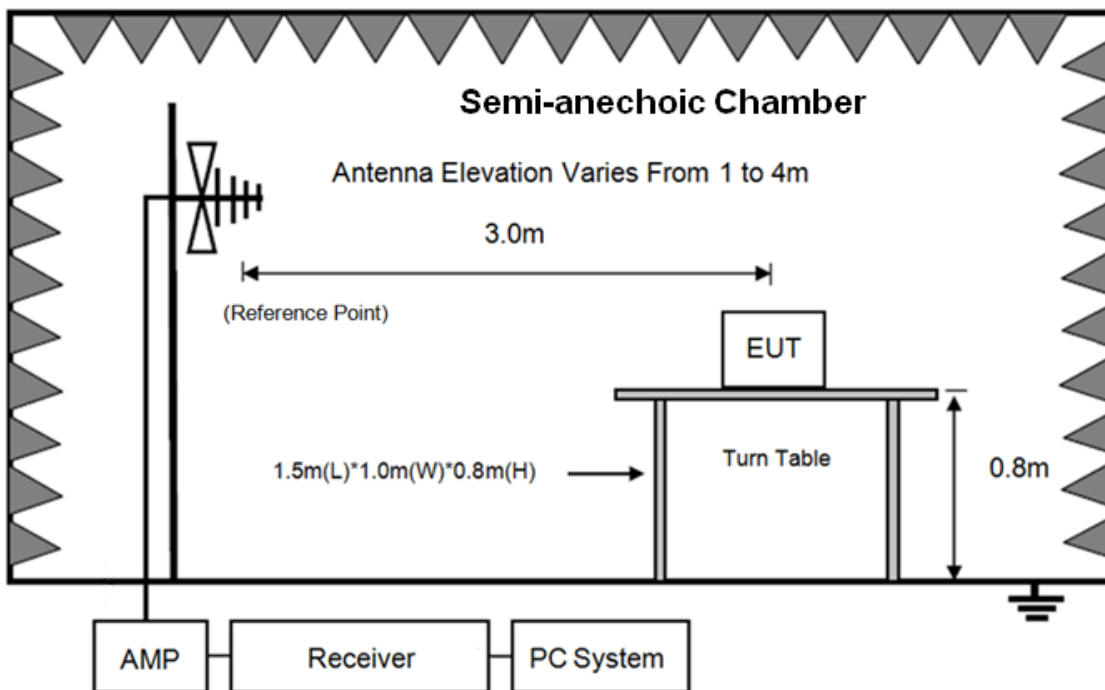 Semi-anechoic Chamber
Antenna Elevation Varies From 1 to 4m
3.0m
(Reference Point)
EUT
1.5m(L)*1.0m(W)*0.8m(H)
Turn Table
0.8m
AMP
Receiver
PC System